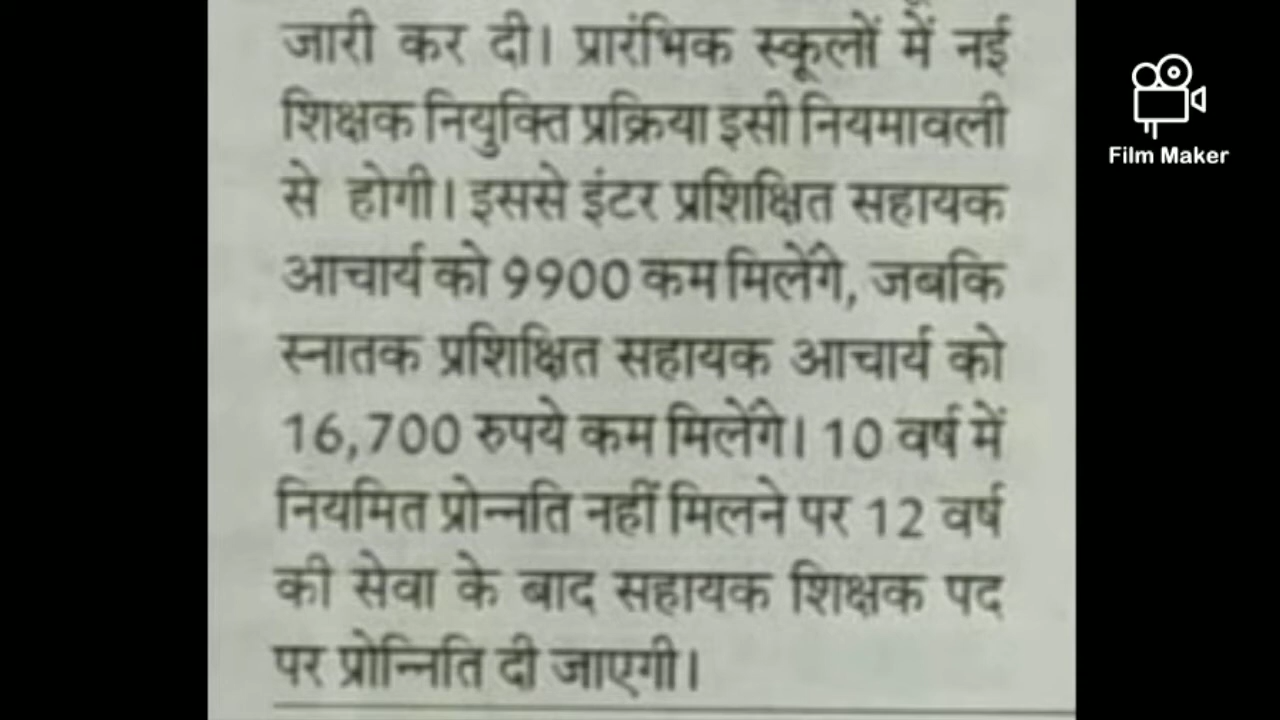 जारी कर दी। प्रारंभिक स्कूलों में नई
शिक्षक नियुक्ति प्रक्रिया इसी नियमावली
से होगी। इससे इंटर प्रशिक्षित सहायक
आचार्य को 9900 कम मिलेंगे, जबकि
स्नातक प्रशिक्षित सहायक आचार्य को
16,700 रुपये कम मिलेंगे। 10 वर्ष में
नियमित प्रोन्नति नहीं मिलने पर 12 वर्ष
की सेवा के बाद सहायक शिक्षक पद
पर प्रोन्निति दी जाएगी।
Film Maker